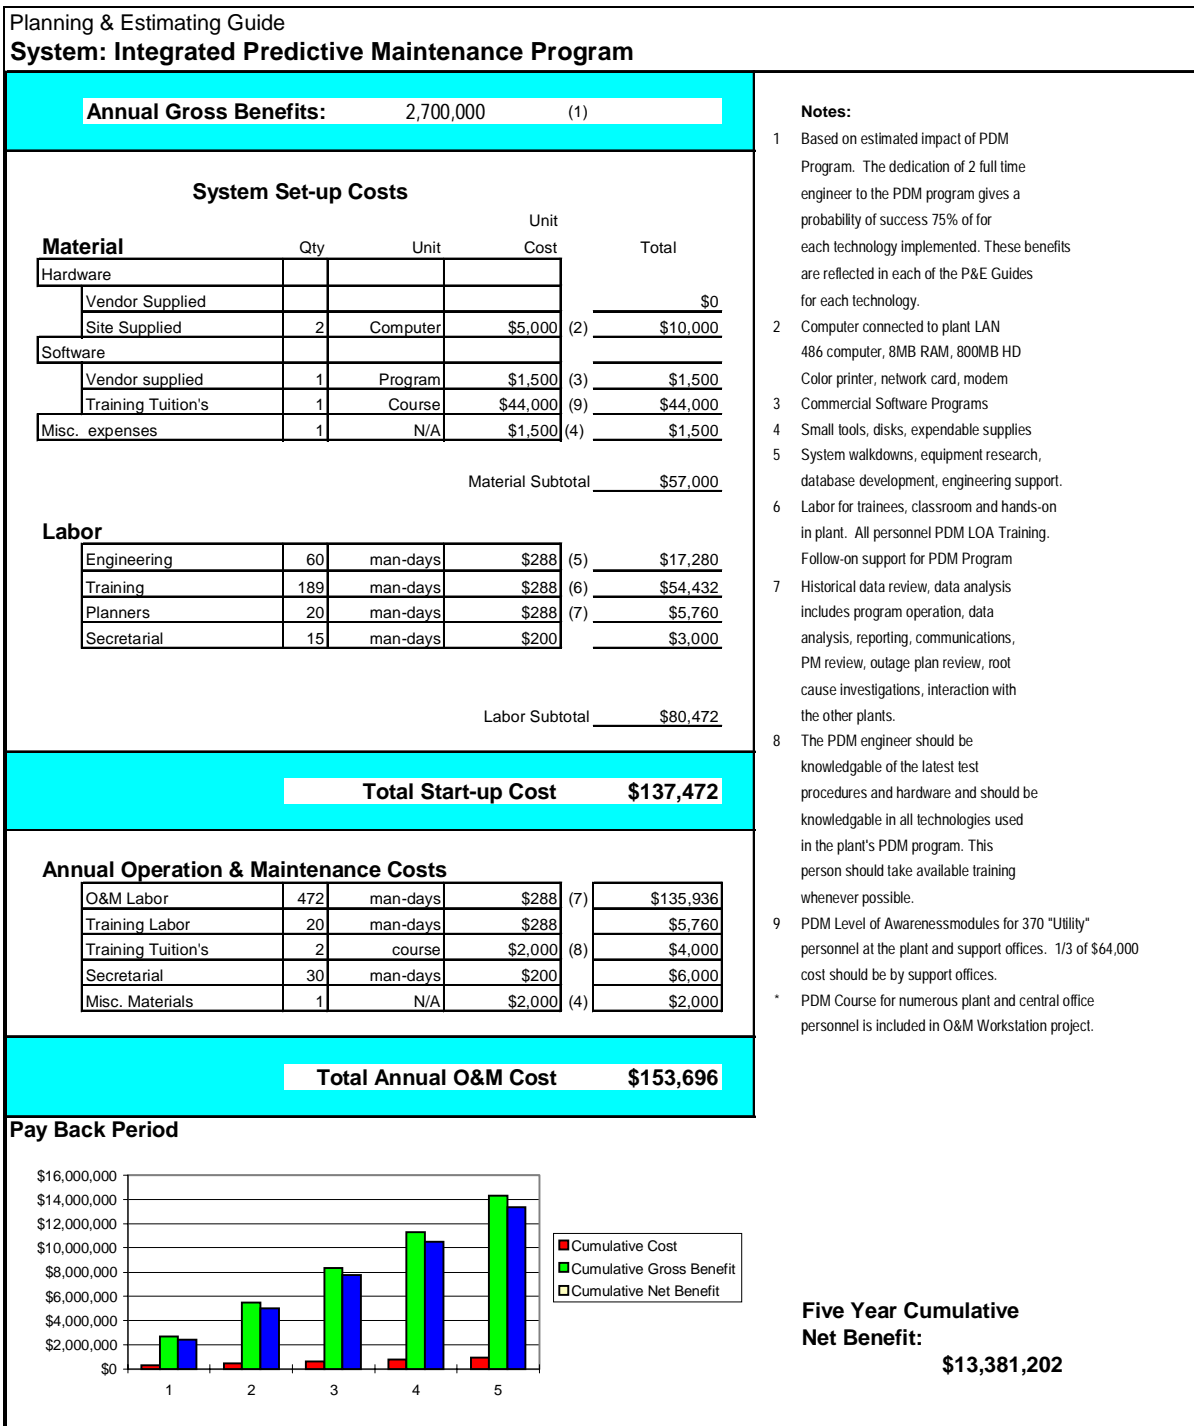 Planning & Estimating Guide
System: Integrated Predictive Maintenance Program
Annual Gross Benefits: 2,700,000 (1)
System Set-up Costs
Unit
Material Qty Unit Cost Total
Hardware
Vendor Supplied $0
Site Supplied 2 Computer $5,000 (2) $10,000
Software
Vendor supplied 1 Program $1,500 (3) $1,500
Training Tuition's 1 Course $44,000 (9) $44,000
Misc. expenses 1 N/A $1,500 (4) $1,500
Material Subtotal $57,000
Labor
Engineering 60 man-days $288 (5) $17,280
Training 189 man-days $288 (6) $54,432
Planners 20 man-days $288 (7) $5,760
Secretarial 15 man-days $200 $3,000
Labor Subtotal $80,472
Total Start-up Cost $137,472
Annual Operation & Maintenance Costs
O&M Labor 472 man-days $288 (7) $135,936
Training Labor 20 man-days $288 $5,760
Training Tuition's 2 course $2,000 (8) $4,000
Secretarial 30 man-days $200 $6,000
Misc. Materials 1 N/A $2,000 (4) $2,000
Total Annual O&M Cost $153,696
Notes:
1 Based on estimated impact of PDM
Program. The dedication of 2 full time
engineer to the PDM program gives a
probability of success 75% of for
each technology implemented. These benefits
are reflected in each of the P&E Guides
for each technology.
2 Computer connected to plant LAN
486 computer, 8MB RAM, 800MB HD
Color printer, network card, modem
3 Commercial Software Programs
4 Small tools, disks, expendable supplies
5 System walkdowns, equipment research,
database development, engineering support.
6 Labor for trainees, classroom and hands-on
in plant. All personnel PDM LOA Training.
Follow-on support for PDM Program
7 Historical data review, data analysis
includes program operation, data
analysis, reporting, communications,
PM review, outage plan review, root
cause investigations, interaction with
the other plants.
8 The PDM engineer should be
knowledgable of the latest test
procedures and hardware and should be
knowledgable in all technologies used
in the plant's PDM program. This
person should take available training
whenever possible.
9 PDM Level of Awarenessmodules for 370 "Utility"
personnel at the plant and support offices. 1/3 of $64,000
cost should be by support offices.
* PDM Course for numerous plant and central office
personnel is included in O&M Workstation project.
Pay Back Period
$16,000,000
$14,000,000
$12,000,000
$10,000,000
$8,000,000
$6,000,000
$4,000,000
$2,000,000
$0
1 2 3 4 5
Cumulative Cost
Cumulative Gross Benefit
Cumulative Net Benefit
Five Year Cumulative
Net Benefit:
$13,381,202